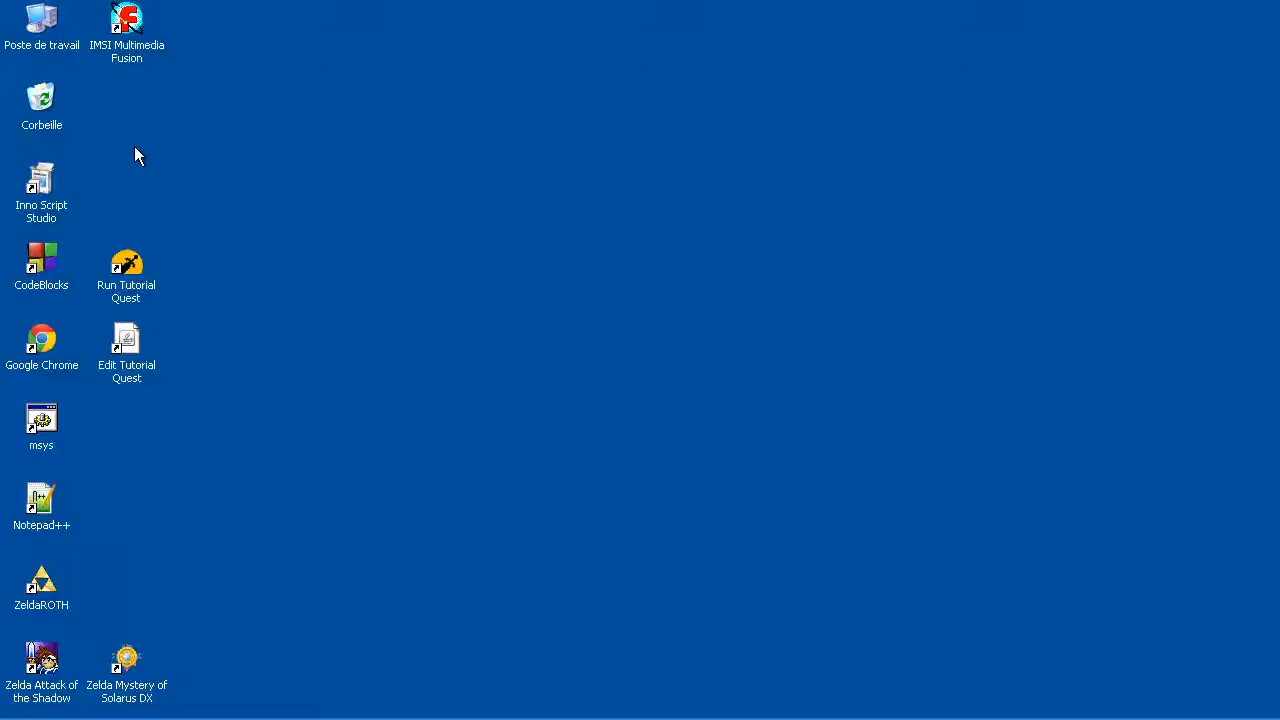 Poste de travail
IMSI Multimedia
Fusion
Corbeille
Inno Script
Studio
CodeBlocks
Run Tutorial
Quest
Google Chrome
Edit Tutorial
Quest
msys
Notepad++
ZeldaROTH
Zelda Attack of
the Shadow
Zelda Mystery of
Solarus DX